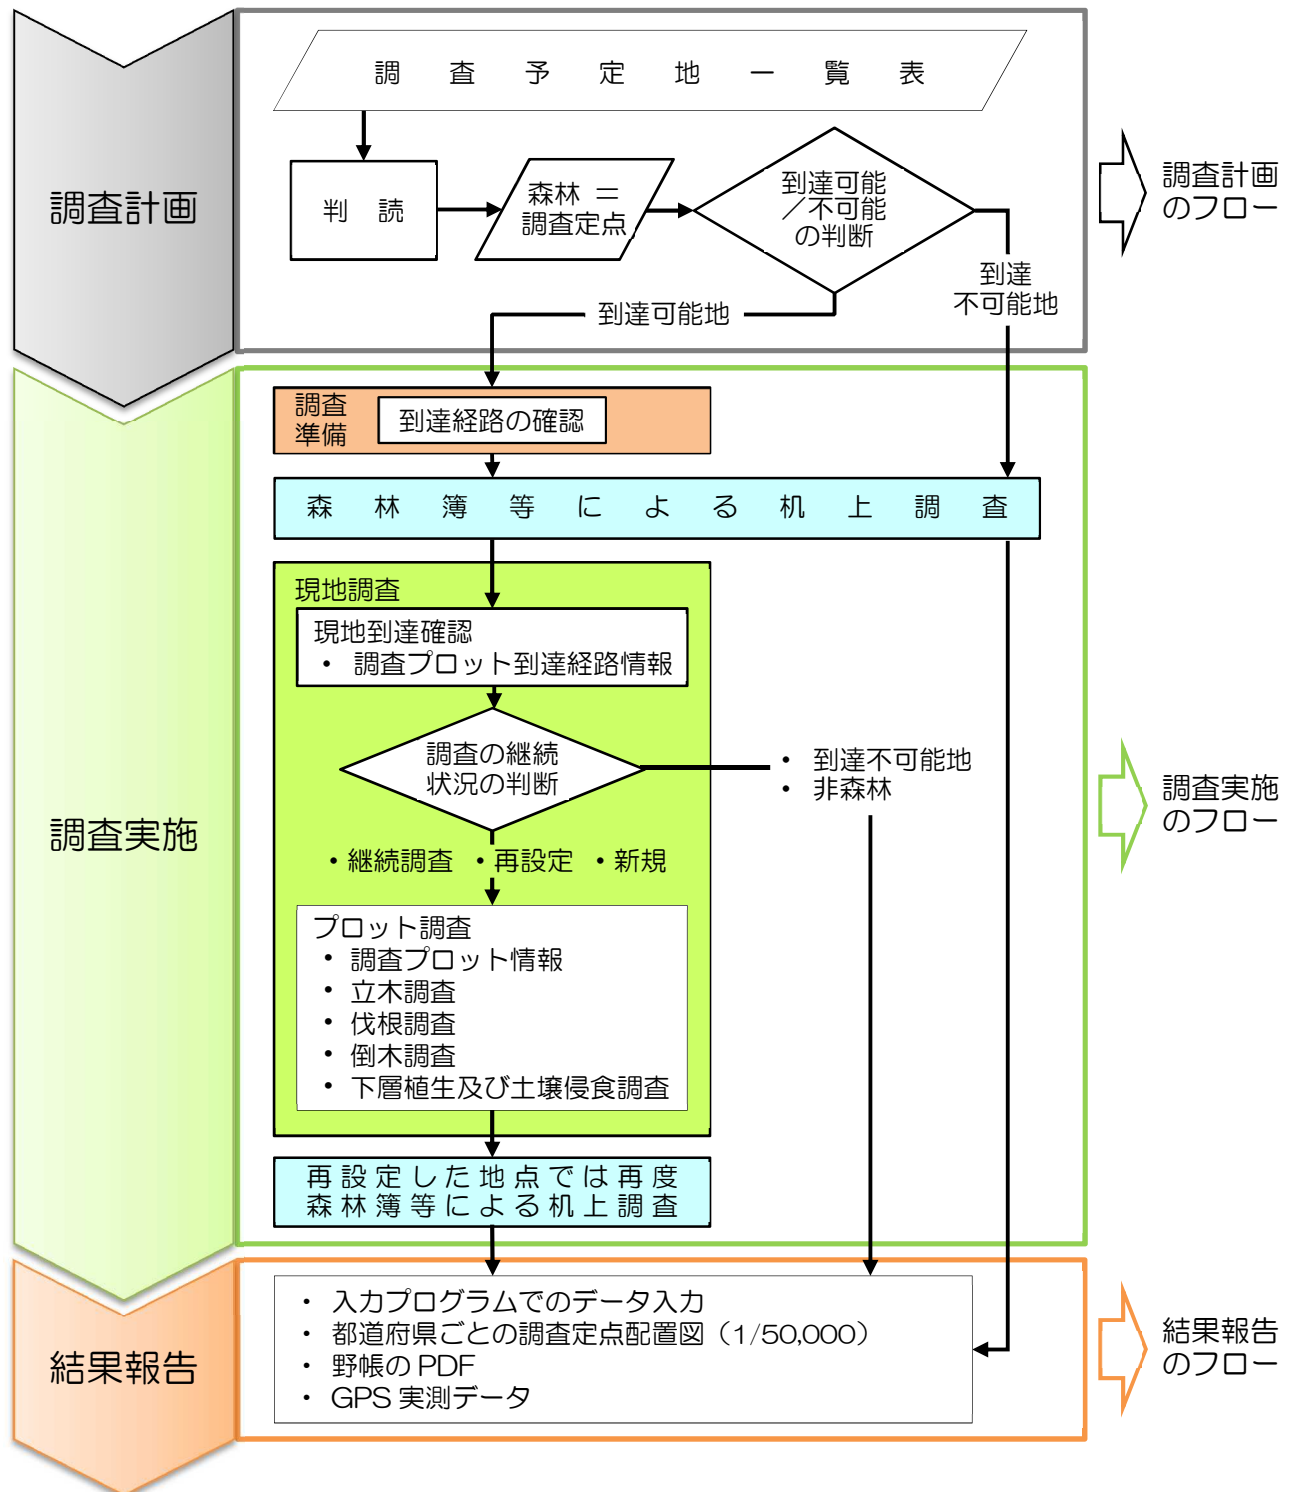 調査計画
調査予定地一覧表
判読
森林 ＝
調査定点
到達可能
／不可能
の判断
到達可能地
到達
不可能地
調査計画
のフロー
調査実施
調査
準備
到達経路の確認
森林簿等による机上調査
現地調査
現地到達確認
・ 調査プロット到達経路情報
調査の継続
状況の判断
・ 到達不可能地
・ 非森林
・継続調査 ・再設定 ・新規
プロット調査
・ 調査プロット情報
・ 立木調査
・ 伐根調査
・ 倒木調査
・ 下層植生及び土壌侵食調査
再設定した地点では再度
森林簿等による机上調査
調査実施
のフロー
結果報告
・ 入力プログラムでのデータ入力
・ 都道府県ごとの調査定点配置図（1/50,000）
・ 野帳の PDF
・ GPS 実測データ
結果報告
のフロー